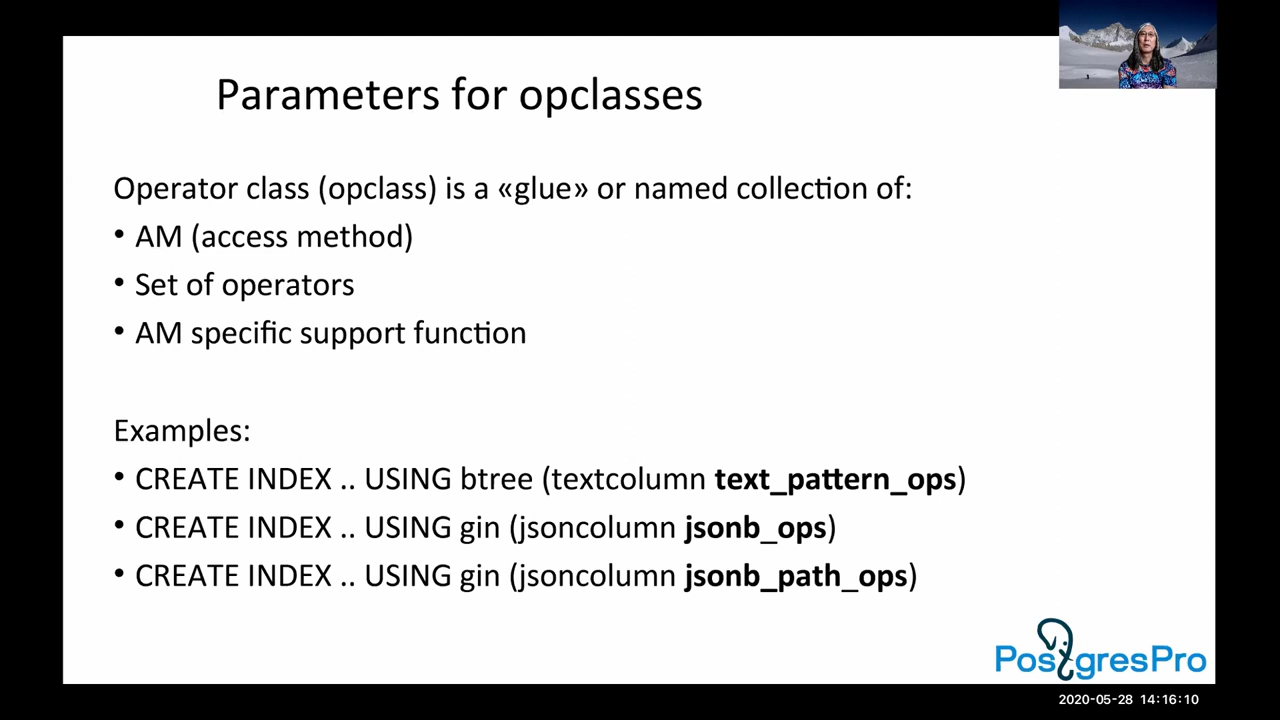 Parameters for opclasses
Operator class (opclass) is a «glue» or named collection of:
• AM (access method)
• Set of operators
• AM specific support function
Examples:
• CREATE INDEX .. USING btree (textcolumn text_pattern_ops)
• CREATE INDEX .. USING gin (jsoncolumn jsonb_ops)
• CREATE INDEX .. USING gin (jsoncolumn jsonb_path_ops)
PostgresPro
2020-05-28 14:16:10